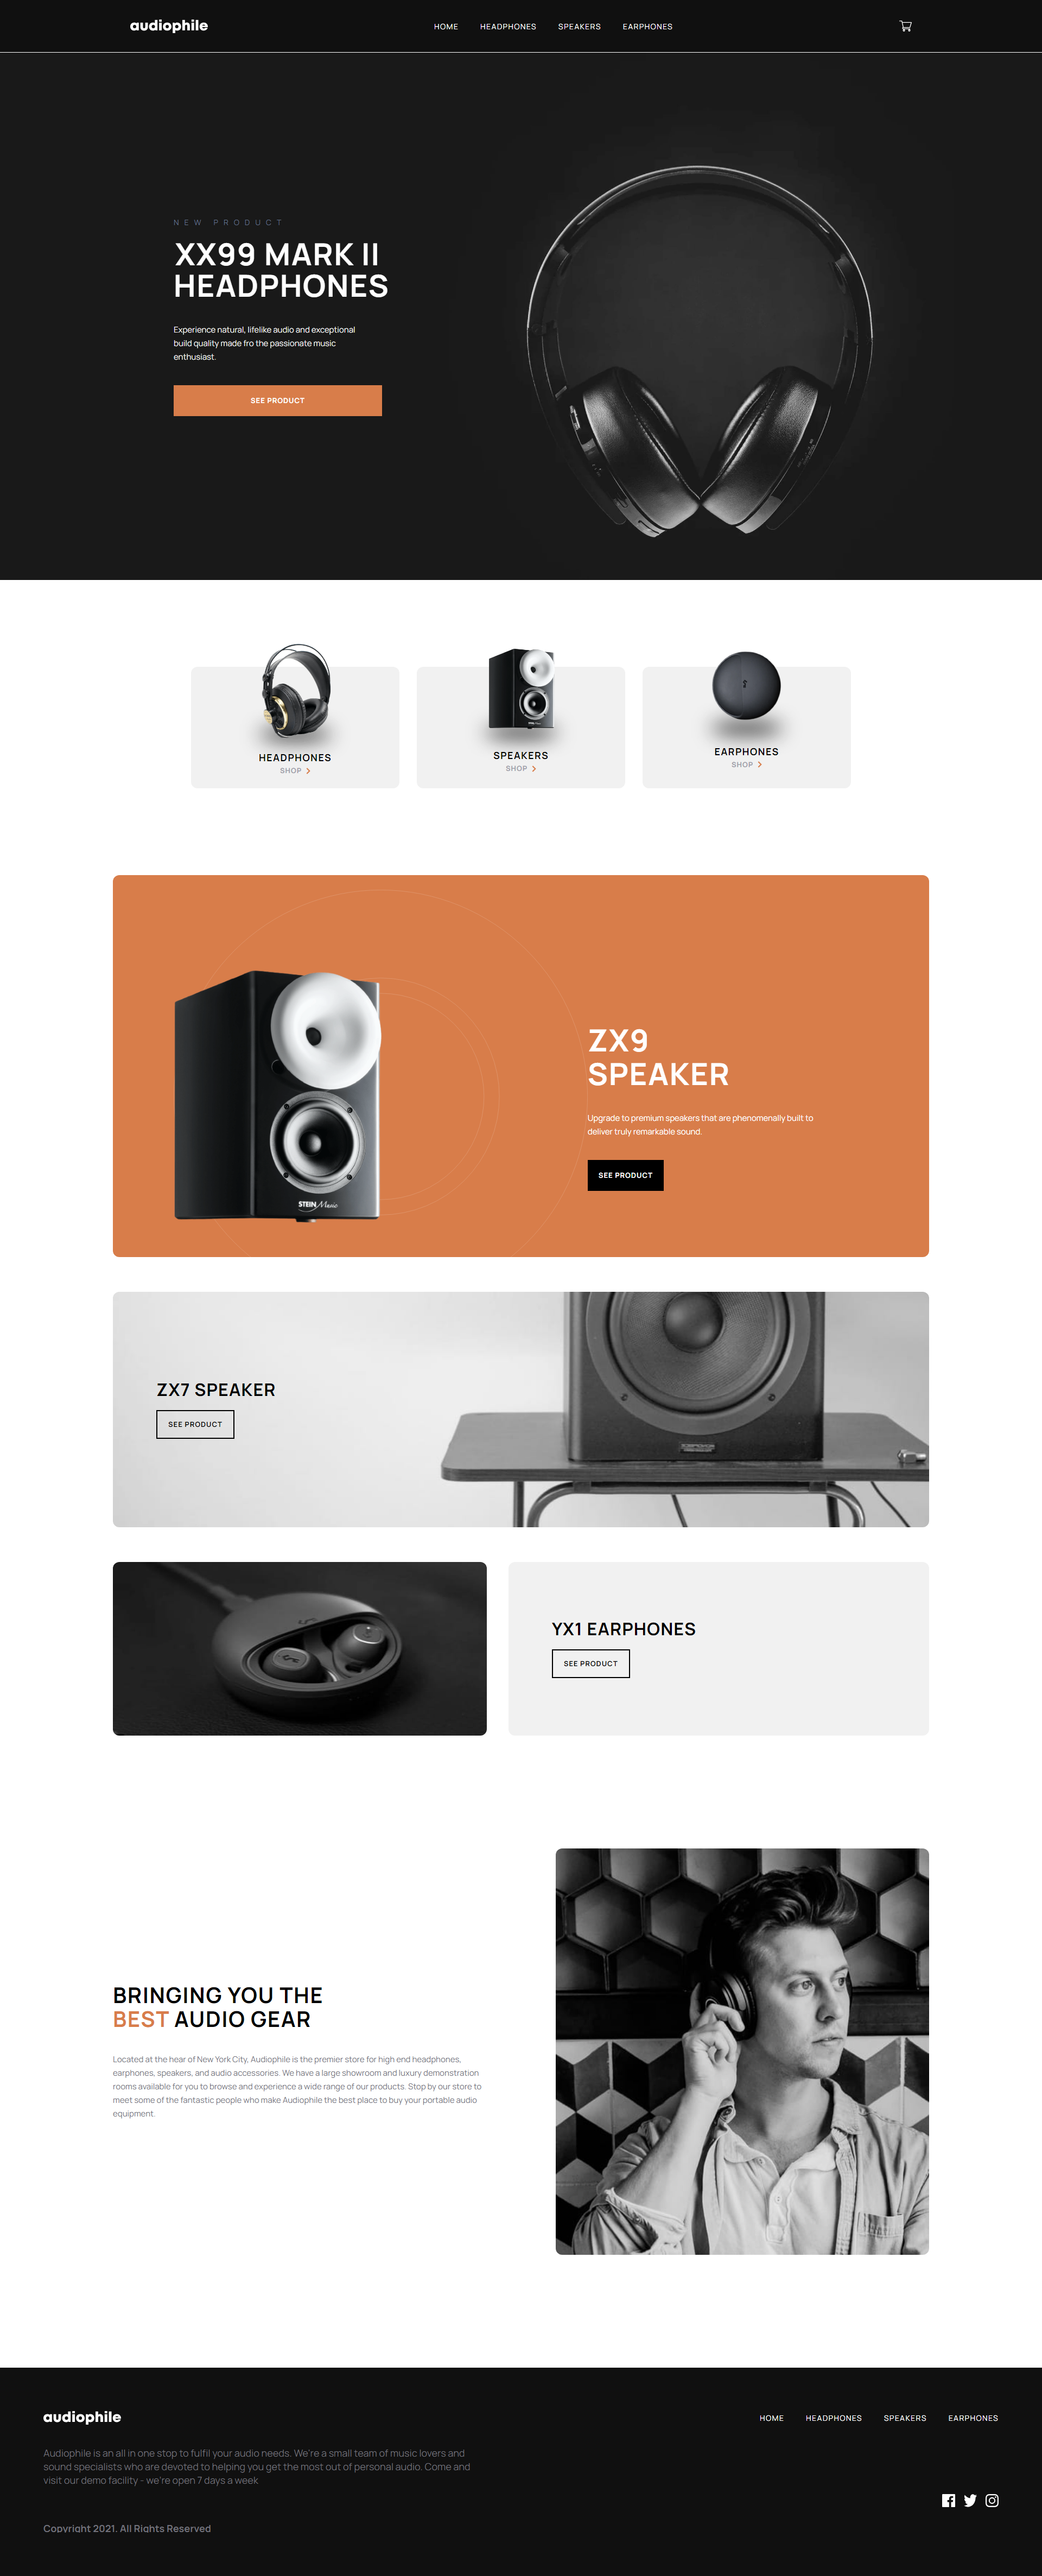 audiophile
HOME HEADPHONES SPEAKERS EARPHONES
NEW PRODUCT
XX99 MARK II
HEADPHONES
Experience natural, lifelike audio and exceptional
build quality made fro the passionate music
enthusiast.
SEE PRODUCT
HEADPHONES
SHOP
SPEAKERS
SHOP
EARPHONES
SHOP
ZX9
SPEAKER
Upgrade to premium speakers that are phenomenally built to
deliver truly remarkable sound.
SEE PRODUCT
STEIN Music
ZX7 SPEAKER
SEE PRODUCT
YX1 EARPHONES
SEE PRODUCT
BRINGING YOU THE
BEST AUDIO GEAR
Located at the hear of New York City, Audiophile is the premier store for high end headphones,
earphones, speakers, and audio accessories. We have a large showroom and luxury demonstration
rooms available for you to browse and experience a wide range of our products. Stop by our store to
meet some of the fantastic people who make Audiophile the best place to buy your portable audio
equipment.
audiophile
HOME HEADPHONES SPEAKERS EARPHONES
Audiophile is an all in one stop to fulfil your audio needs. We're a small team of music lovers and
sound specialists who are devoted to helping you get the most out of personal audio. Come and
visit our demo facility - we're open 7 days a week
Copyright 2021. All Rights Reserved